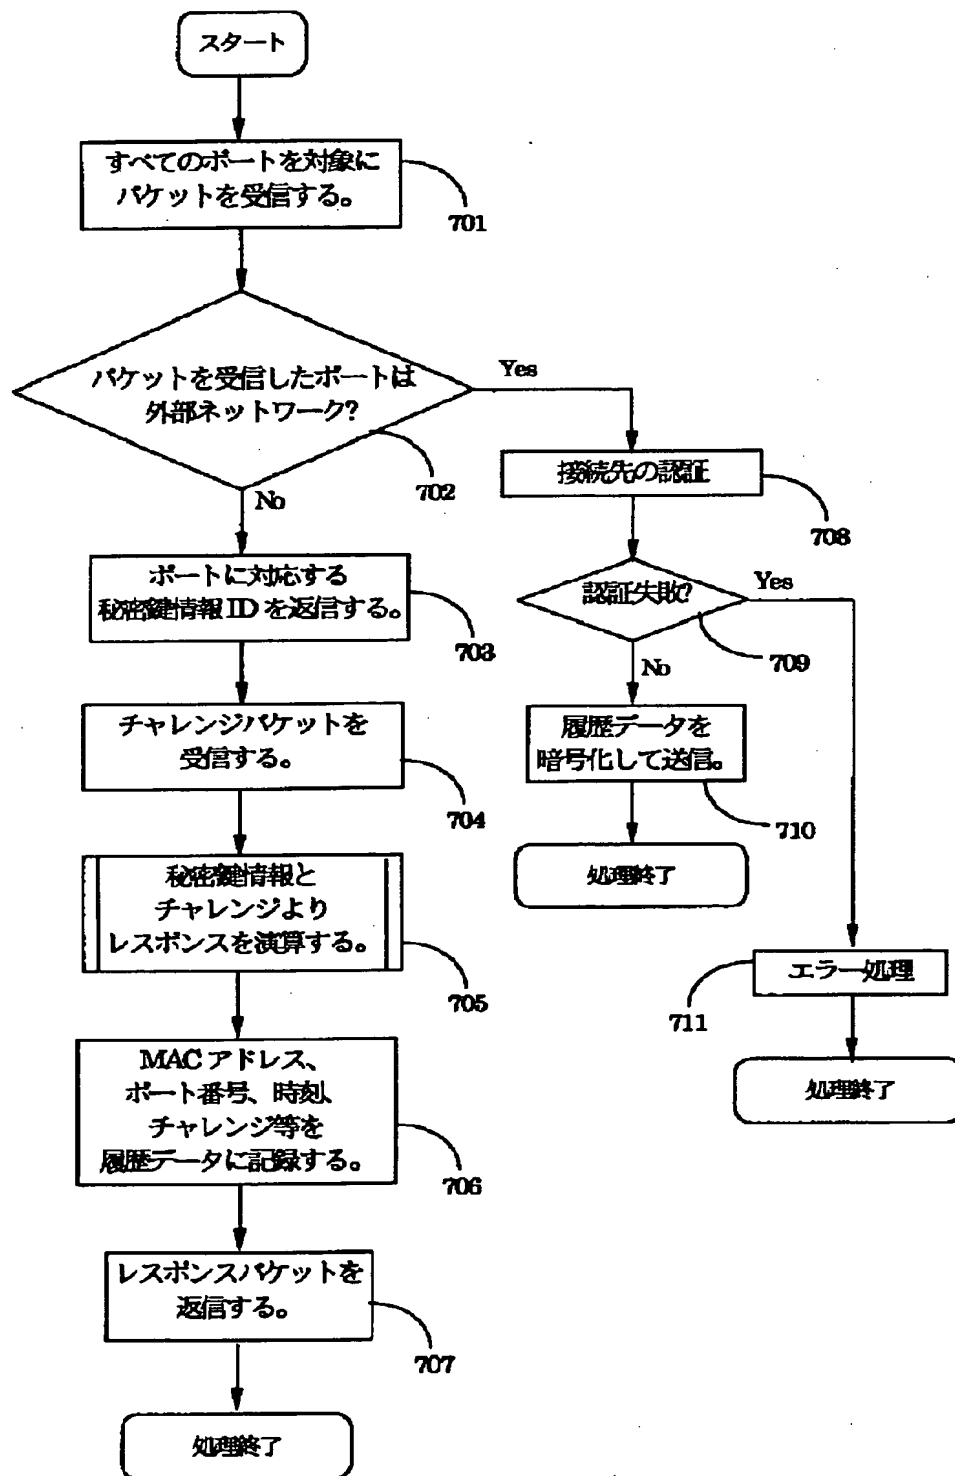 スタート
すべてのポートを対象に
パケットを受信する。
701
パケットを受信したポートは
外部ネットワーク?
702
Yes
No
ポートに対応する
秘密鍵情報IDを返信する。
703
チャレンジパケットを
受信する。
704
秘密鍵情報と
チャレンジより
レスポンスを演算する。
705
MACアドレス、
ポート番号、時刻、
チャレンジ等を
履歴データに記録する。
706
レスポンスパケットを
返信する。
707
処理終了
接続先の認証
708
認証失敗?
709
Yes
No
履歴データを
暗号化して送信。
710
処理終了
エラー処理
711
処理終了